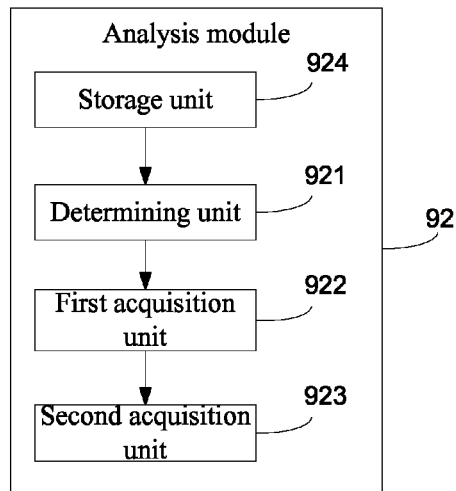 Analysis module
924
Storage unit
921
Determining unit
92
922
First acquisition
unit
923
Second acquisition
unit